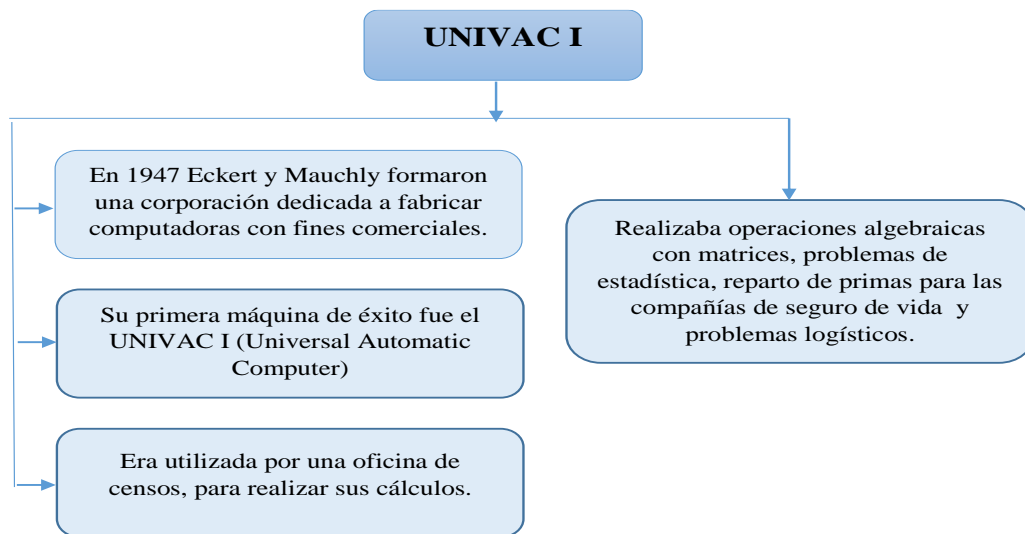 UNIVAC I
En 1947 Eckert y Mauchly formaron
una corporación dedicada a fabricar
computadoras con fines comerciales.
Su primera máquina de éxito fue el
UNIVAC I (Universal Automatic
Computer)
Era utilizada por una oficina de
censos, para realizar sus cálculos.
Realizaba operaciones algebraicas
con matrices, problemas de
estadística, reparto de primas para las
compañías de seguro de vida y
problemas logísticos.